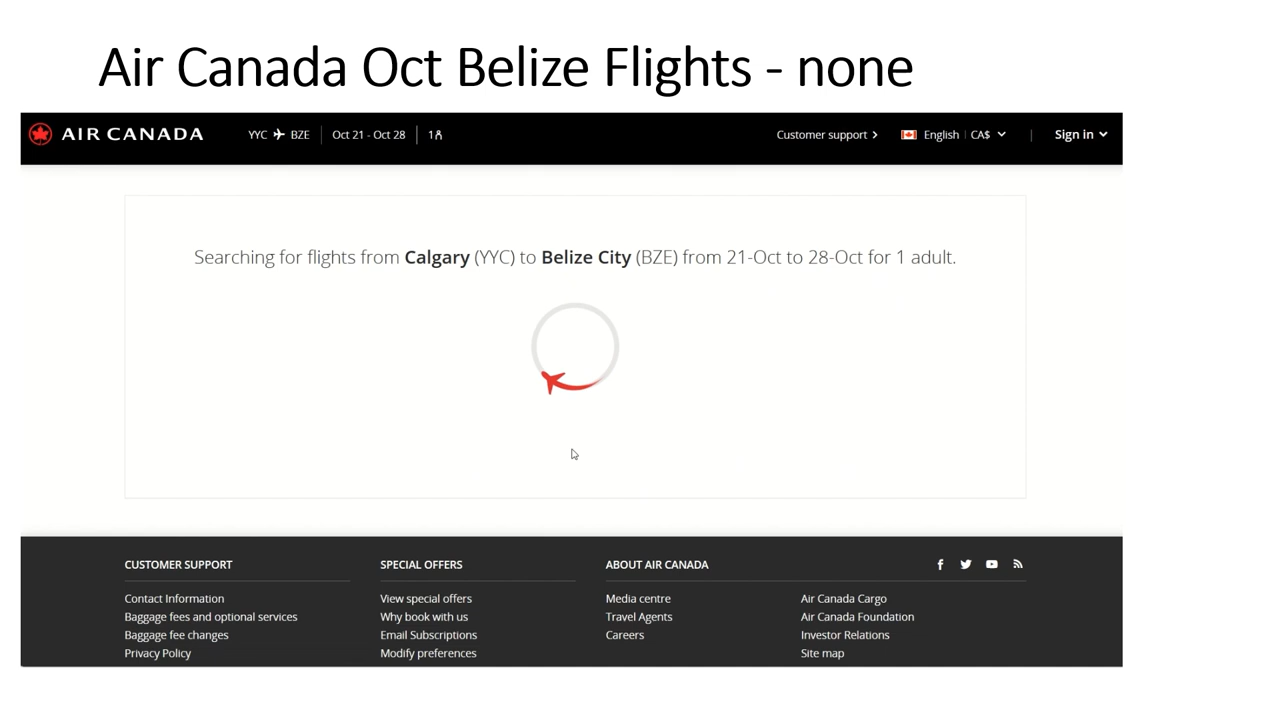 Air Canada Oct Belize Flights - none
AIR CANADA YYC BZE Oct 21 - Oct 28 1 Customer support English CA$ Sign in
Searching for flights from Calgary (YYC) to Belize City (BZE) from 21-Oct to 28-Oct for 1 adult.
CUSTOMER SUPPORT SPECIAL OFFERS ABOUT AIR CANADA
Contact Information View special offers Media centre Air Canada Cargo
Baggage fees and optional services Why book with us Travel Agents Air Canada Foundation
Baggage fee changes Email Subscriptions Careers Investor Relations
Privacy Policy Modify preferences Site map